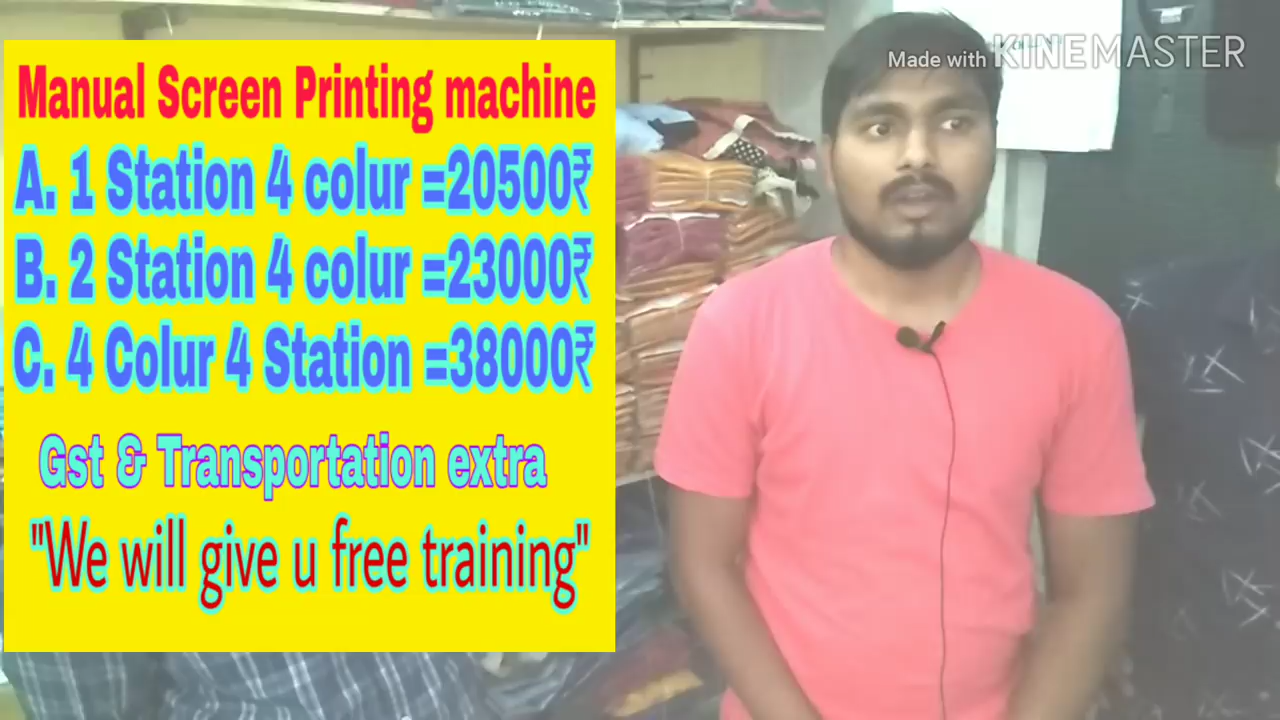 Made with KINEMASTER
Manual Screen Printing machine
A. 1 Station 4 colur =20500₹
B. 2 Station 4 colur =23000₹
C. 4 Colur 4 Station =38000₹
Gst & Transportation extra
"We will give u free training"